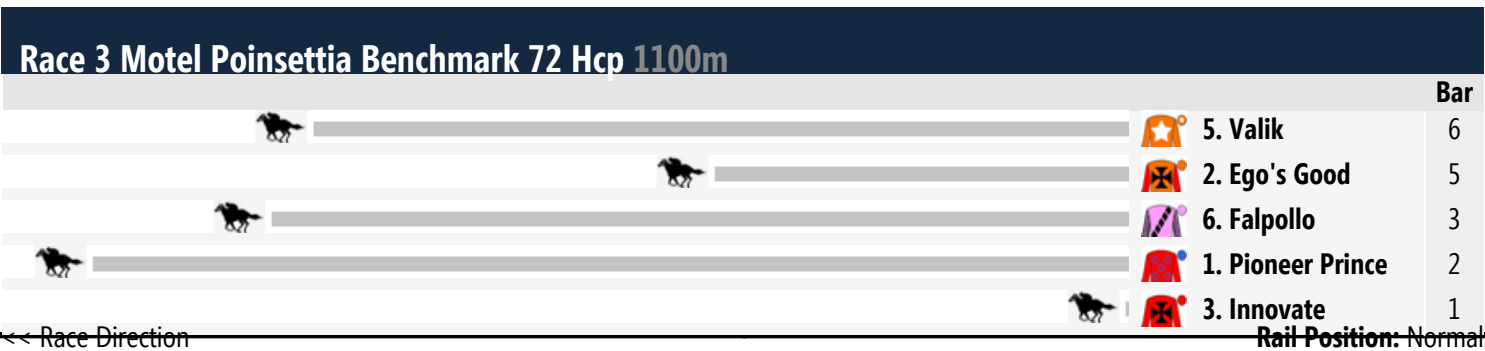 Race 3 Motel Poinsettia Benchmark 72 Hcp 1100m
Bar
5. Valik 6
2. Ego's Good 5
6. Falpollo 3
1. Pioneer Prince 2
3. Innovate 1
<<< Race Direction Rail Position: Normal